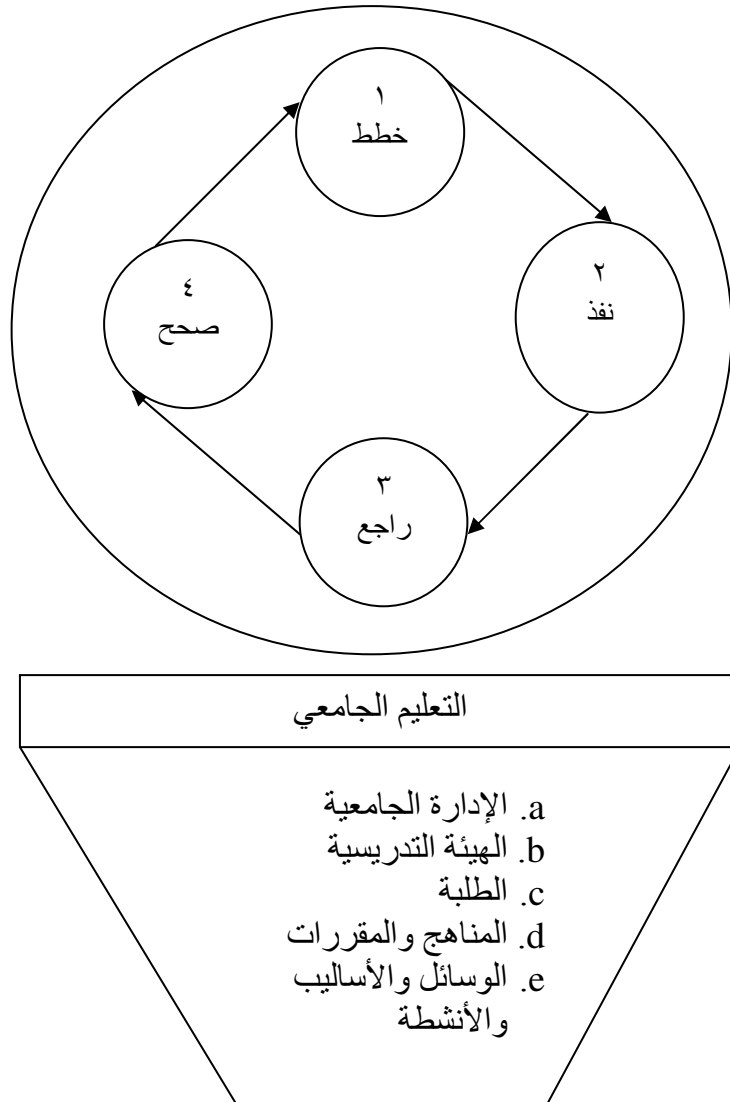 ١
خطط
٢
نفذ
٣
راجع
٤
صحح
التعليم الجامعي
a. الإدارة الجامعية
b. الهيئة التدريسية
c. الطلبة
d. المناهج والمقررات
e. الوسائل والأساليب
والأنشطة